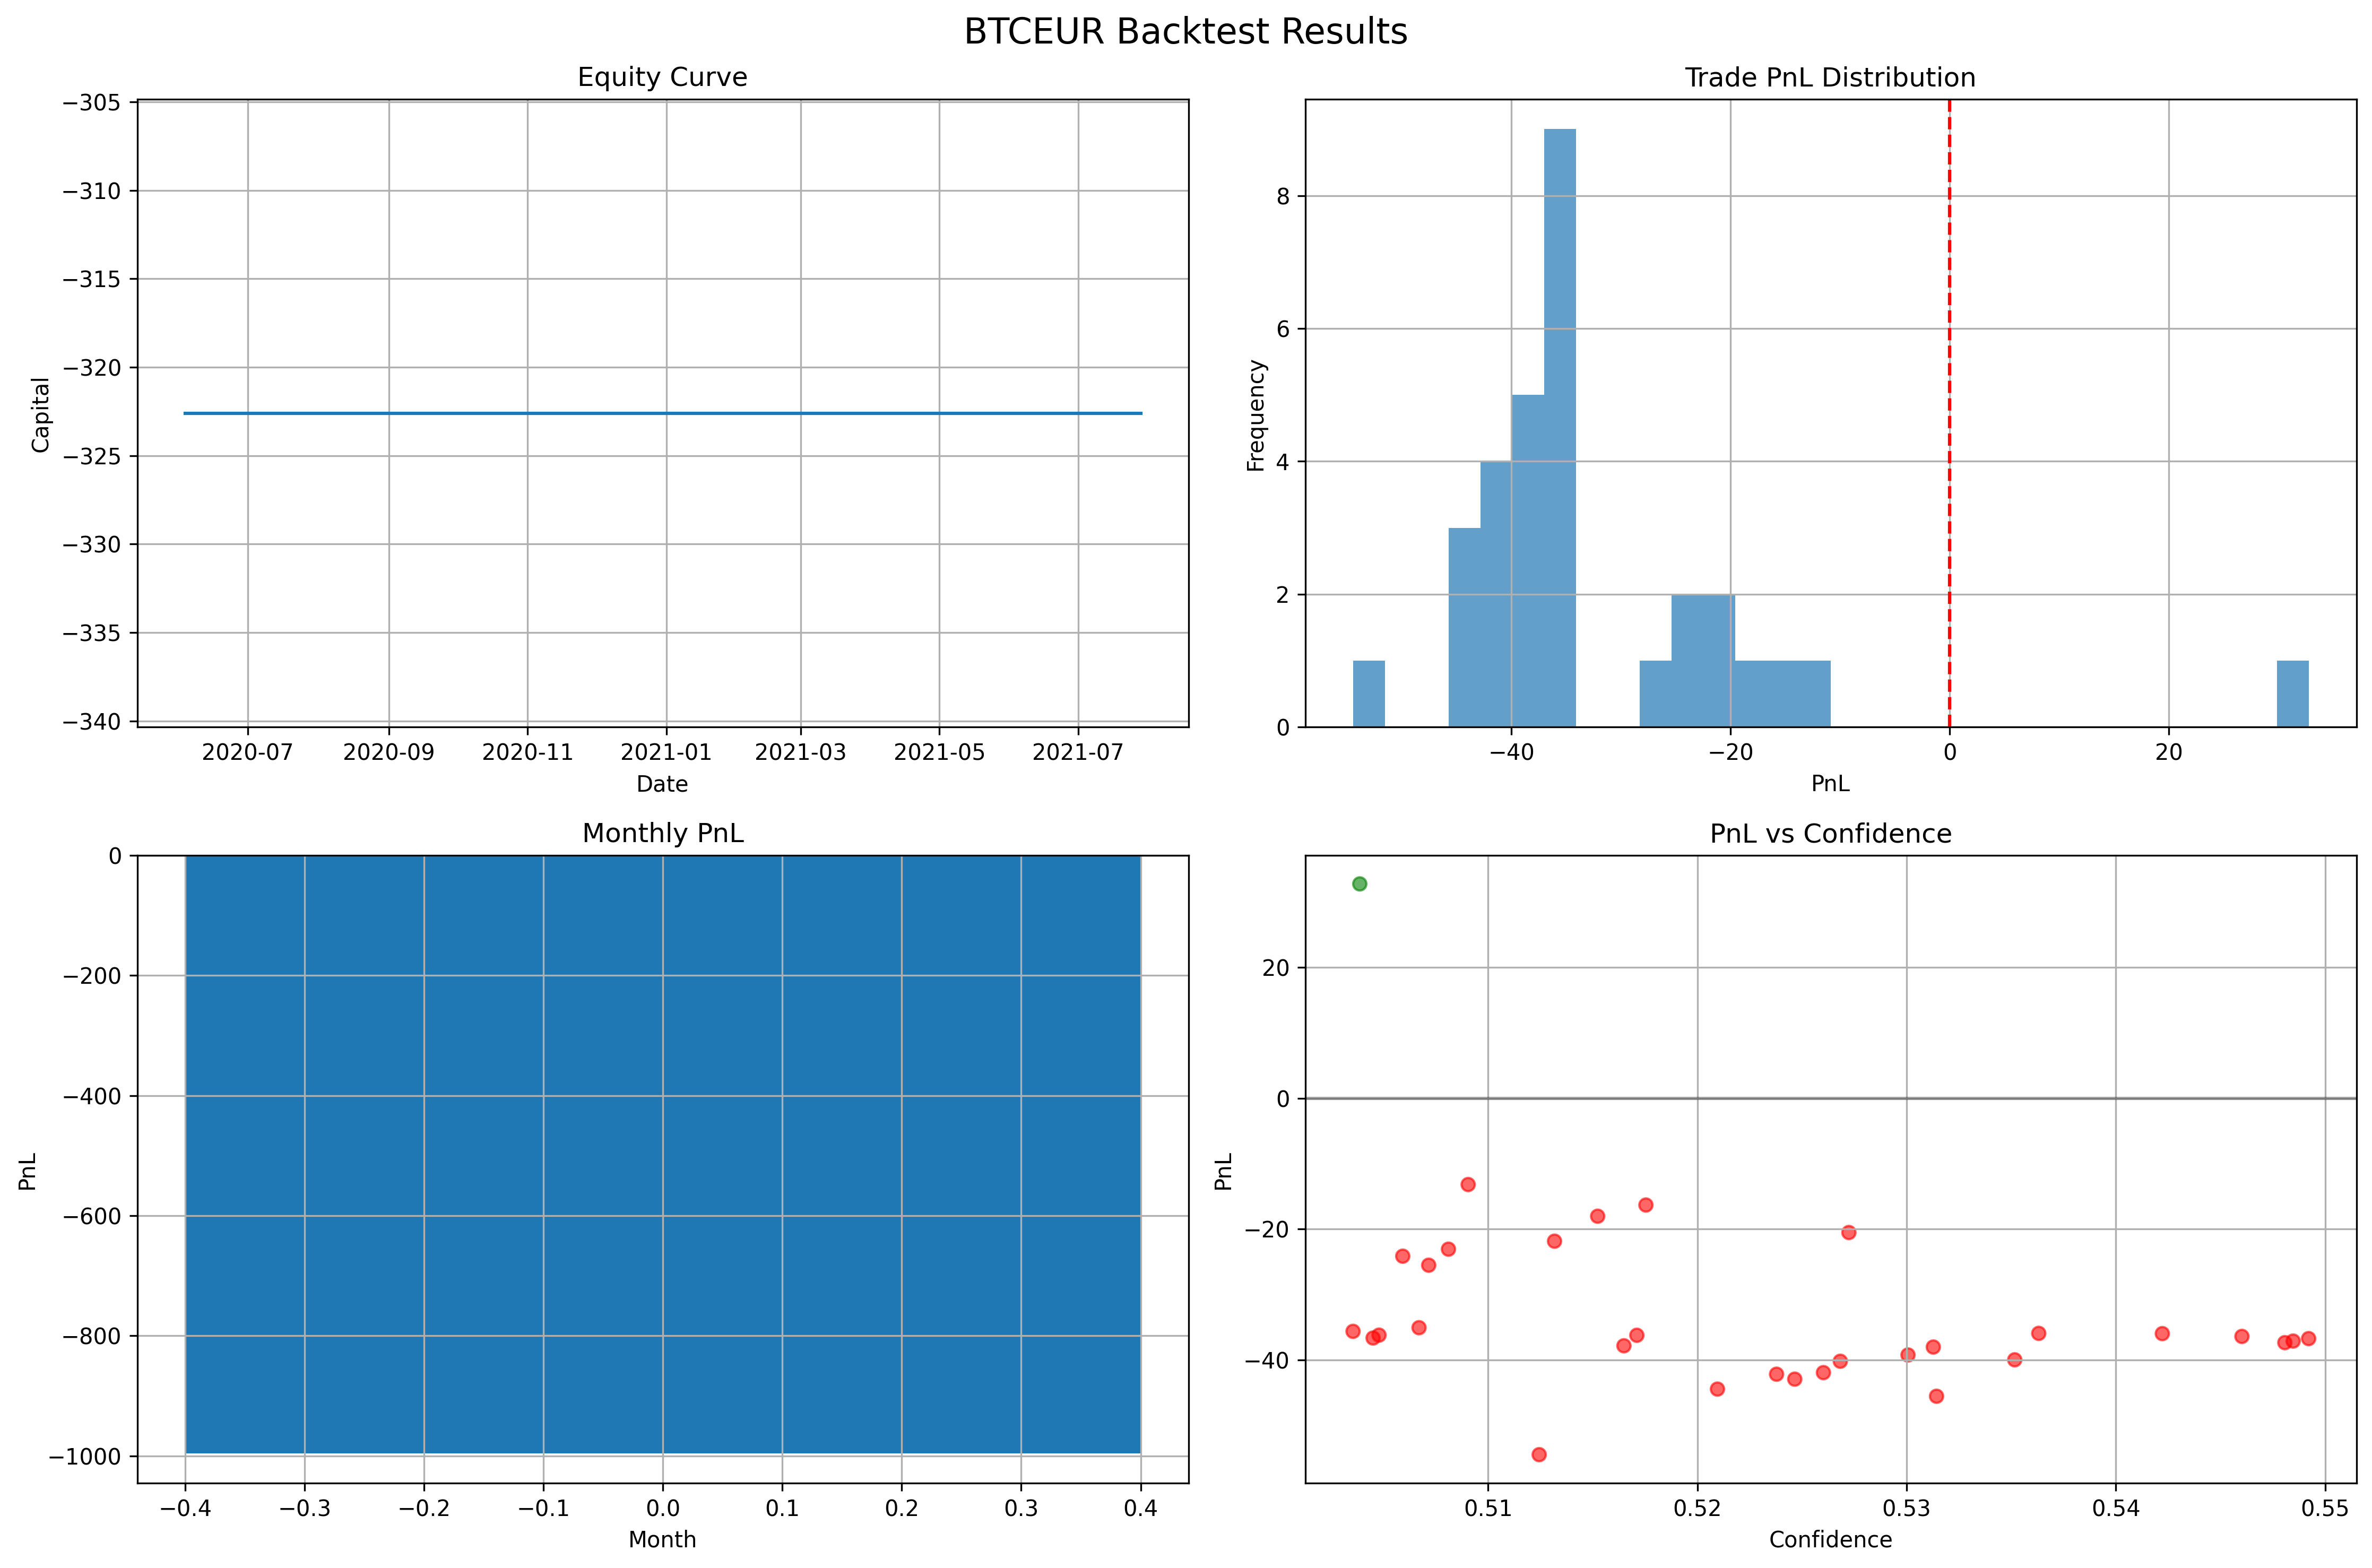 BTCEUR Backtest Results
Equity Curve
−305
−310
−315
−320
−325
−330
−335
−340
Capital
2020-07 2020-09 2020-11 2021-01 2021-03 2021-05 2021-07
Date
Trade PnL Distribution
8
6
4
2
0
Frequency
−40 −20 0 20
PnL
Monthly PnL
0
−200
−400
−600
−800
−1000
PnL
−0.4 −0.3 −0.2 −0.1 0.0 0.1 0.2 0.3 0.4
Month
PnL vs Confidence
20
0
−20
−40
PnL
0.51 0.52 0.53 0.54 0.55
Confidence